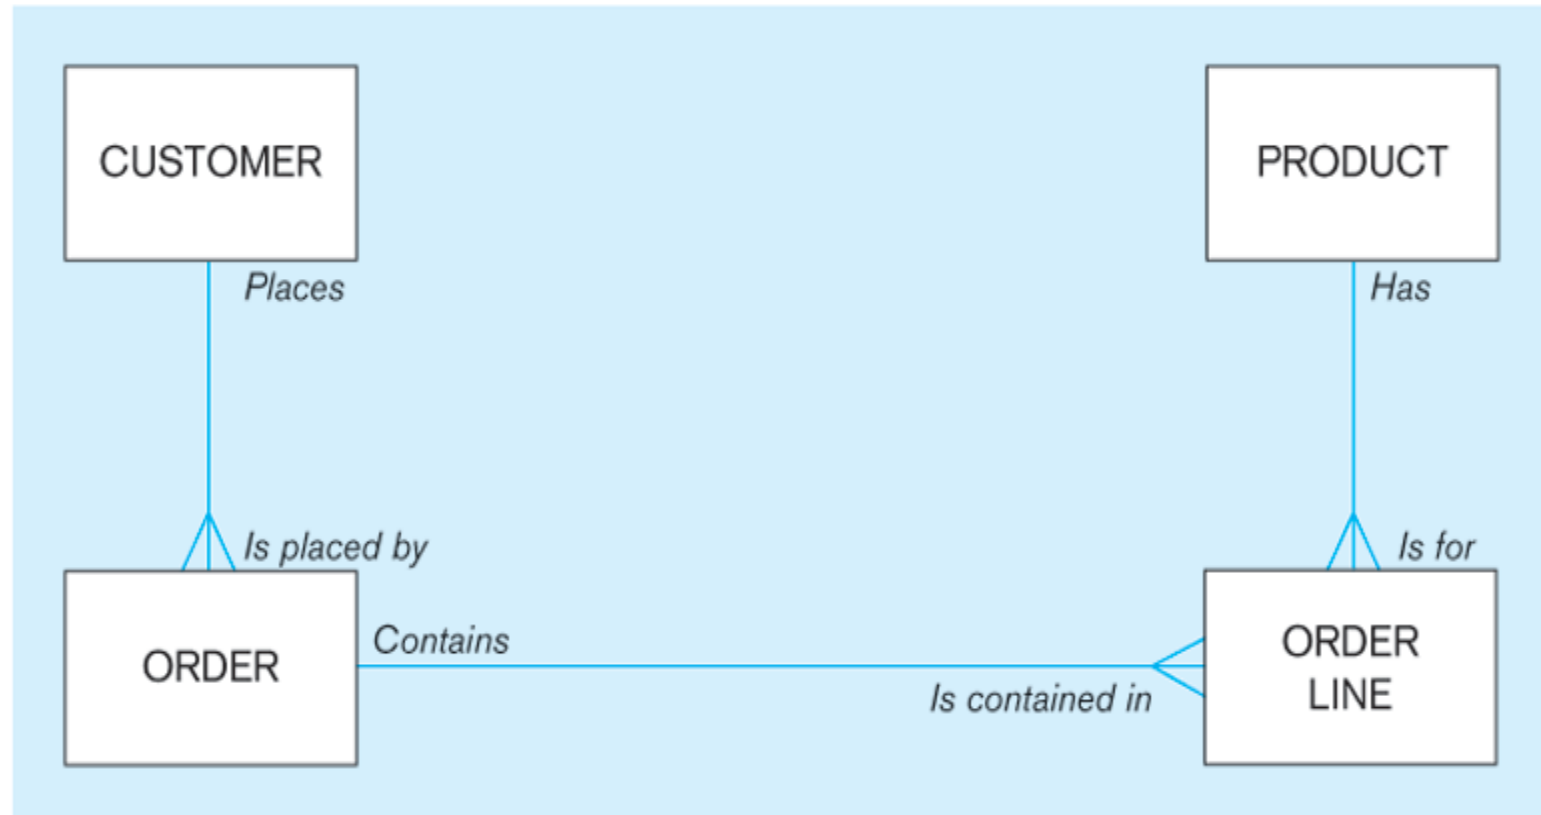 CUSTOMER
PRODUCT
Places
Has
Is placed by
Is for
ORDER
Contains
Is contained in
ORDER
LINE